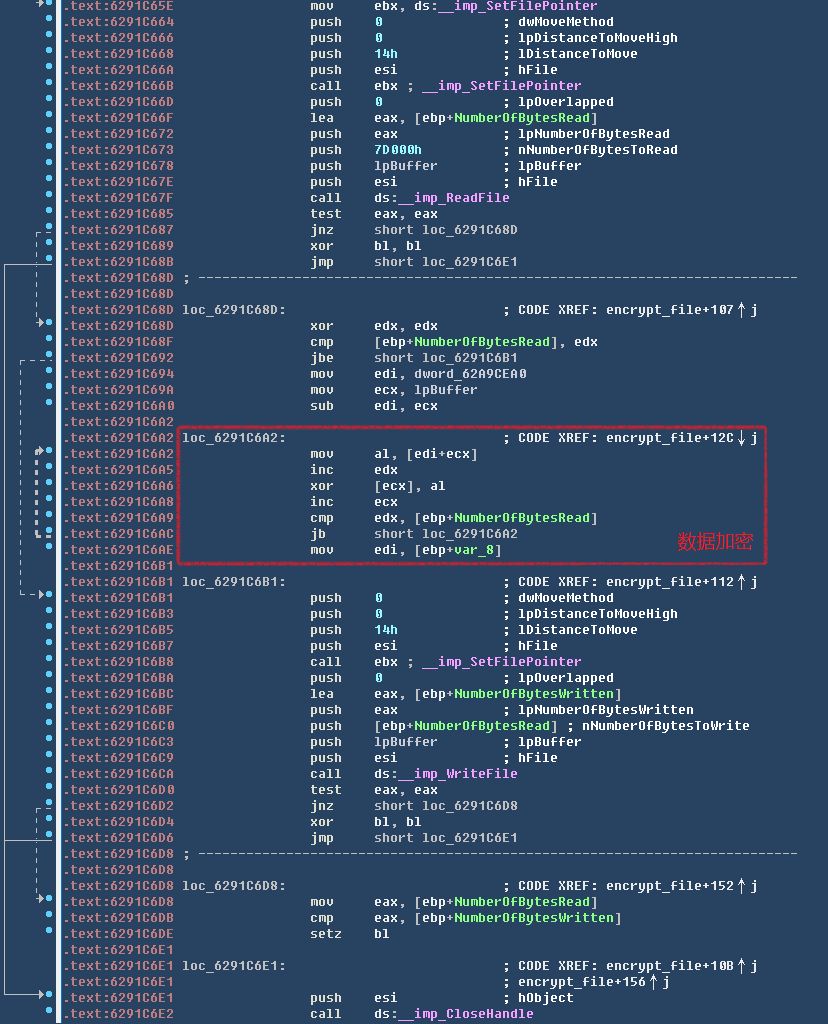 .text:6291C65E mov ebx, ds:__imp_SetFilePointer
.text:6291C664 push 0 ; dwMoveMethod
.text:6291C666 push 0 ; lpDistanceToMoveHigh
.text:6291C668 push 14h ; lDistanceToMove
.text:6291C66A push esi ; hFile
.text:6291C66B call ebx ; __imp_SetFilePointer
.text:6291C66D push 0 ; lpOverlapped
.text:6291C66F lea eax, [ebp+NumberOfBytesRead]
.text:6291C672 push eax ; lpNumberOfBytesRead
.text:6291C673 push 7D000h ; nNumberOfBytesToRead
.text:6291C678 push lpBuffer ; lpBuffer
.text:6291C67E push esi ; hFile
.text:6291C67F call ds:__imp_ReadFile
.text:6291C685 test eax, eax
.text:6291C687 jnz short loc_6291C68D
.text:6291C689 xor bl, bl
.text:6291C68B jmp short loc_6291C6E1
.text:6291C68D ; ---------------------------------------------------------------------------
.text:6291C68D
.text:6291C68D loc_6291C68D: ; CODE XREF: encrypt_file+107↑j
.text:6291C68D xor edx, edx
.text:6291C68F cmp [ebp+NumberOfBytesRead], edx
.text:6291C692 jbe short loc_6291C6B1
.text:6291C694 mov edi, dword_62A9CEA0
.text:6291C69A mov ecx, lpBuffer
.text:6291C6A0 sub edi, ecx
.text:6291C6A2
.text:6291C6A2 loc_6291C6A2: ; CODE XREF: encrypt_file+12C↓j
.text:6291C6A2 mov al, [edi+ecx]
.text:6291C6A5 inc edx
.text:6291C6A6 xor [ecx], al
.text:6291C6A8 inc ecx
.text:6291C6A9 cmp edx, [ebp+NumberOfBytesRead]
.text:6291C6AC jb short loc_6291C6A2
数据加密
.text:6291C6AE mov edi, [ebp+var_8]
.text:6291C6B1
.text:6291C6B1 loc_6291C6B1: ; CODE XREF: encrypt_file+112↑j
.text:6291C6B1 push 0 ; dwMoveMethod
.text:6291C6B3 push 0 ; lpDistanceToMoveHigh
.text:6291C6B5 push 14h ; lDistanceToMove
.text:6291C6B7 push esi ; hFile
.text:6291C6B8 call ebx ; __imp_SetFilePointer
.text:6291C6BA push 0 ; lpOverlapped
.text:6291C6BC lea eax, [ebp+NumberOfBytesWritten]
.text:6291C6BF push eax ; lpNumberOfBytesWritten
.text:6291C6C0 push [ebp+NumberOfBytesRead] ; nNumberOfBytesToWrite
.text:6291C6C3 push lpBuffer ; lpBuffer
.text:6291C6C9 push esi ; hFile
.text:6291C6CA call ds:__imp_WriteFile
.text:6291C6D0 test eax, eax
.text:6291C6D2 jnz short loc_6291C6D8
.text:6291C6D4 xor bl, bl
.text:6291C6D6 jmp short loc_6291C6E1
.text:6291C6D8 ; ---------------------------------------------------------------------------
.text:6291C6D8
.text:6291C6D8 loc_6291C6D8: ; CODE XREF: encrypt_file+152↑j
.text:6291C6D8 mov eax, [ebp+NumberOfBytesRead]
.text:6291C6DB cmp eax, [ebp+NumberOfBytesWritten]
.text:6291C6DE setz bl
.text:6291C6E1
.text:6291C6E1 loc_6291C6E1: ; CODE XREF: encrypt_file+10B↑j
.text:6291C6E1 ; encrypt_file+156↑j
.text:6291C6E1 push esi ; hObject
.text:6291C6E2 call ds:__imp_CloseHandle